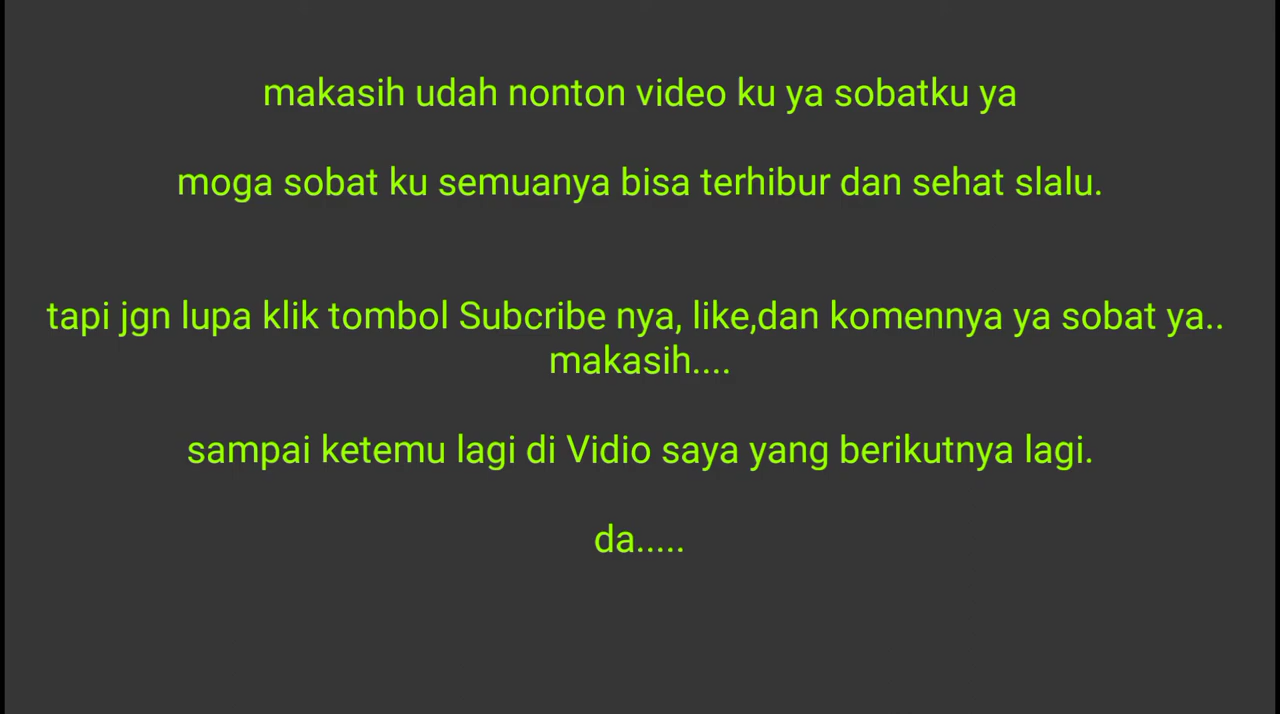 makasih udah nonton video ku ya sobatku ya
moga sobat ku semuanya bisa terhibur dan sehat slalu.
tapi jgn lupa klik tombol Subcribe nya, like,dan komennya ya sobat ya..
makasih....
sampai ketemu lagi di Vidio saya yang berikutnya lagi.
da.....